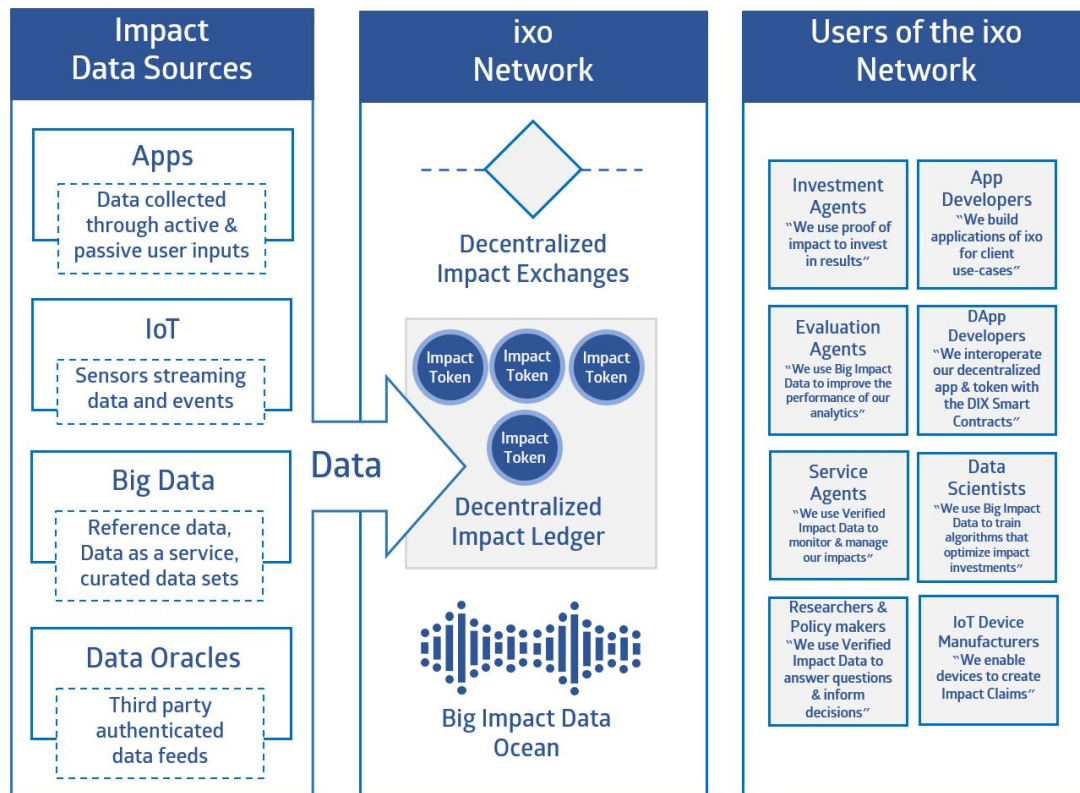 Impact
Data Sources
Apps
Data collected
through active &
passive user inputs
IoT
Sensors streaming
data and events
Big Data
Reference data,
Data as a service,
curated data sets
Data Oracles
Third party
authenticated
data feeds
Data
ixo
Network
Decentralized
Impact Exchanges
Impact
Token
Impact
Token
Impact
Token
Impact
Token
Decentralized
Impact Ledger
Big Impact Data
Ocean
Users of the ixo
Network
Investment
Agents
“We use proof of
impact to invest
in results”
App
Developers
“We build
applications of ixo
for client
use-cases”
Evaluation
Agents
“We use Big Impact
Data to improve the
performance of our
analytics”
DApp
Developers
“We interoperate
our decentralized
app & token with
the DIX Smart
Contracts”
Service
Agents
“We use Verified
Impact Data to
monitor & manage
our impacts”
Data
Scientists
“We use Big Impact
Data to train
algorithms that
optimize impact
investments”
Researchers &
Policy makers
“We use Verified
Impact Data to
answer questions
& inform
decisions”
IoT Device
Manufacturers
“We enable
devices to create
Impact Claims”